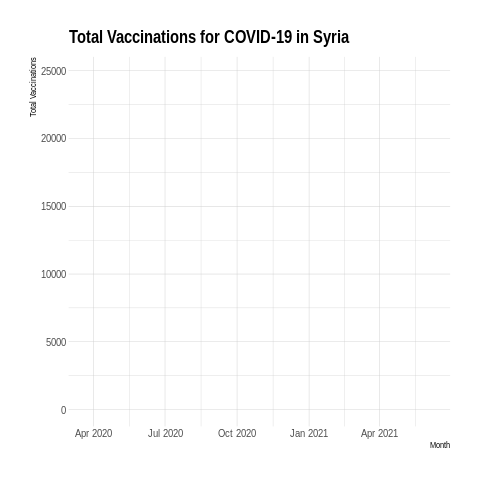 Total Vaccinations for COVID-19 in Syria
Total Vaccinations
25000
20000
15000
10000
5000
0
Apr 2020 Jul 2020 Oct 2020 Jan 2021 Apr 2021
Month